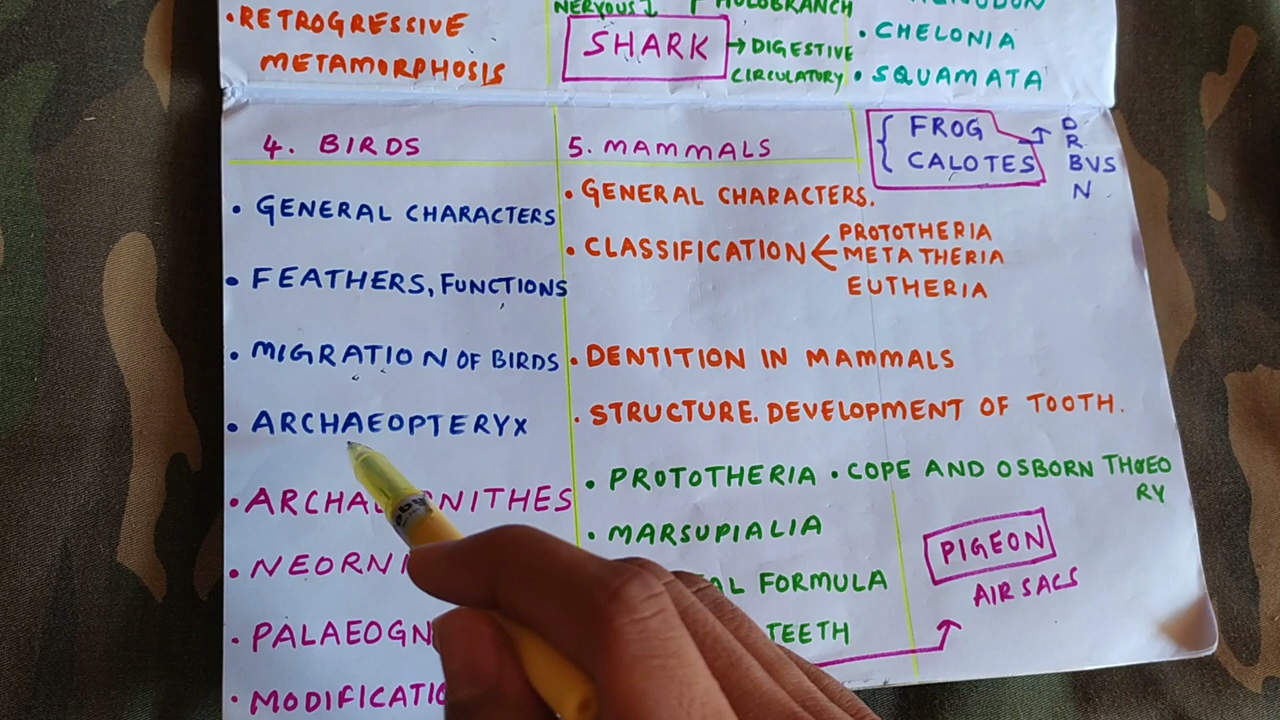 • RETROGRESSIVE
METAMORPHOSIS
NERVOUS
HOLOBRANCH
SHARK → DIGESTIVE
CIRCULATORY
• CHELONIA
• SQUAMATA
4. BIRDS
• GENERAL CHARACTERS
• FEATHERS, FUNCTIONS
• MIGRATION OF BIRDS
• ARCHAEOPTERYX
5. MAMMALS
• GENERAL CHARACTERS.
• CLASSIFICATION < PROTOTHERIA
METATHERIA
EUTHERIA
• DENTITION IN MAMMALS
• STRUCTURE. DEVELOPMENT OF TOOTH.
• PROTOTHERIA • COPE AND OSBORN THEO
RY
• MARSUPIALIA
FORMULA
TEETH
FROG
CALOTES
D
R
BVS
N
PIGEON
AIR SACS